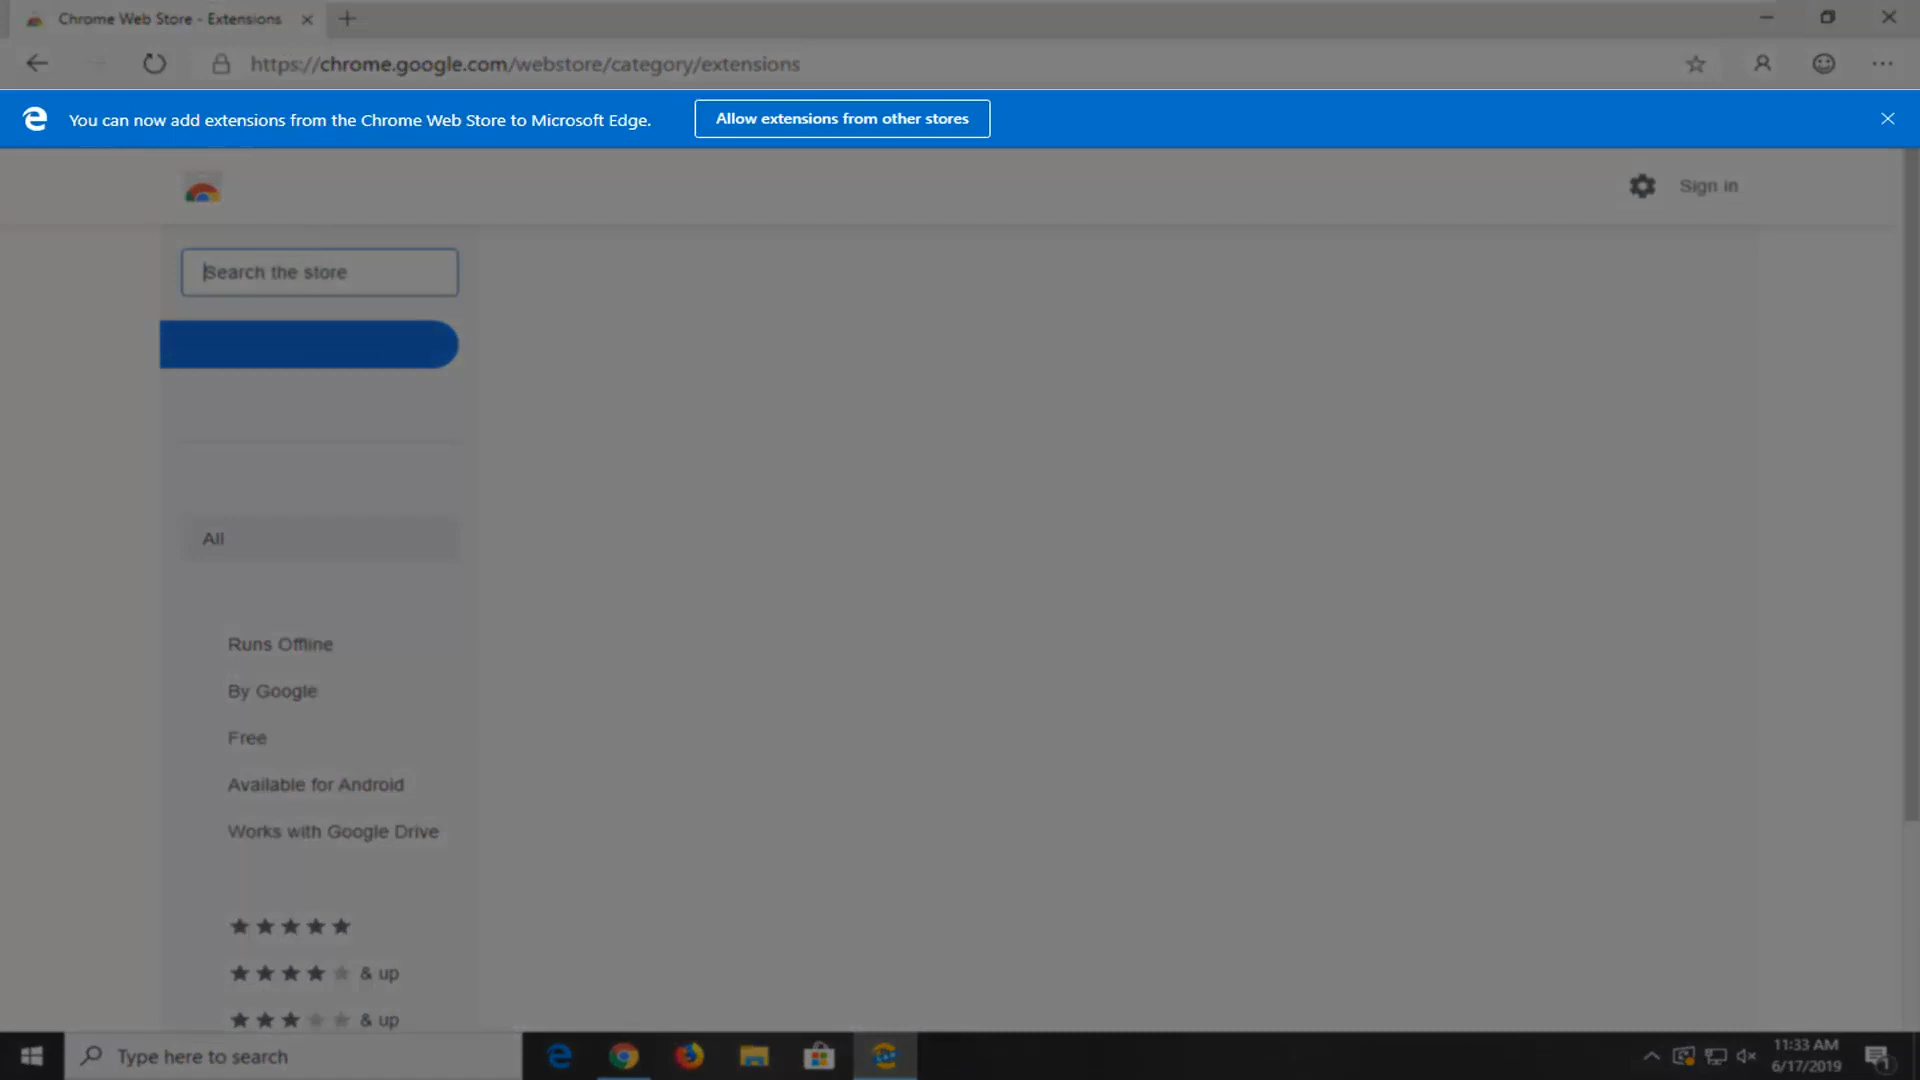 Chrome Web Store - Extensions
https://chrome.google.com/webstore/category/extensions
You can now add extensions from the Chrome Web Store to Microsoft Edge.
Allow extensions from other stores
Sign in
Search the store
All
Runs Offline
By Google
Free
Available for Android
Works with Google Drive
& up
& up
Type here to search
11:33 AM
6/17/2019
1